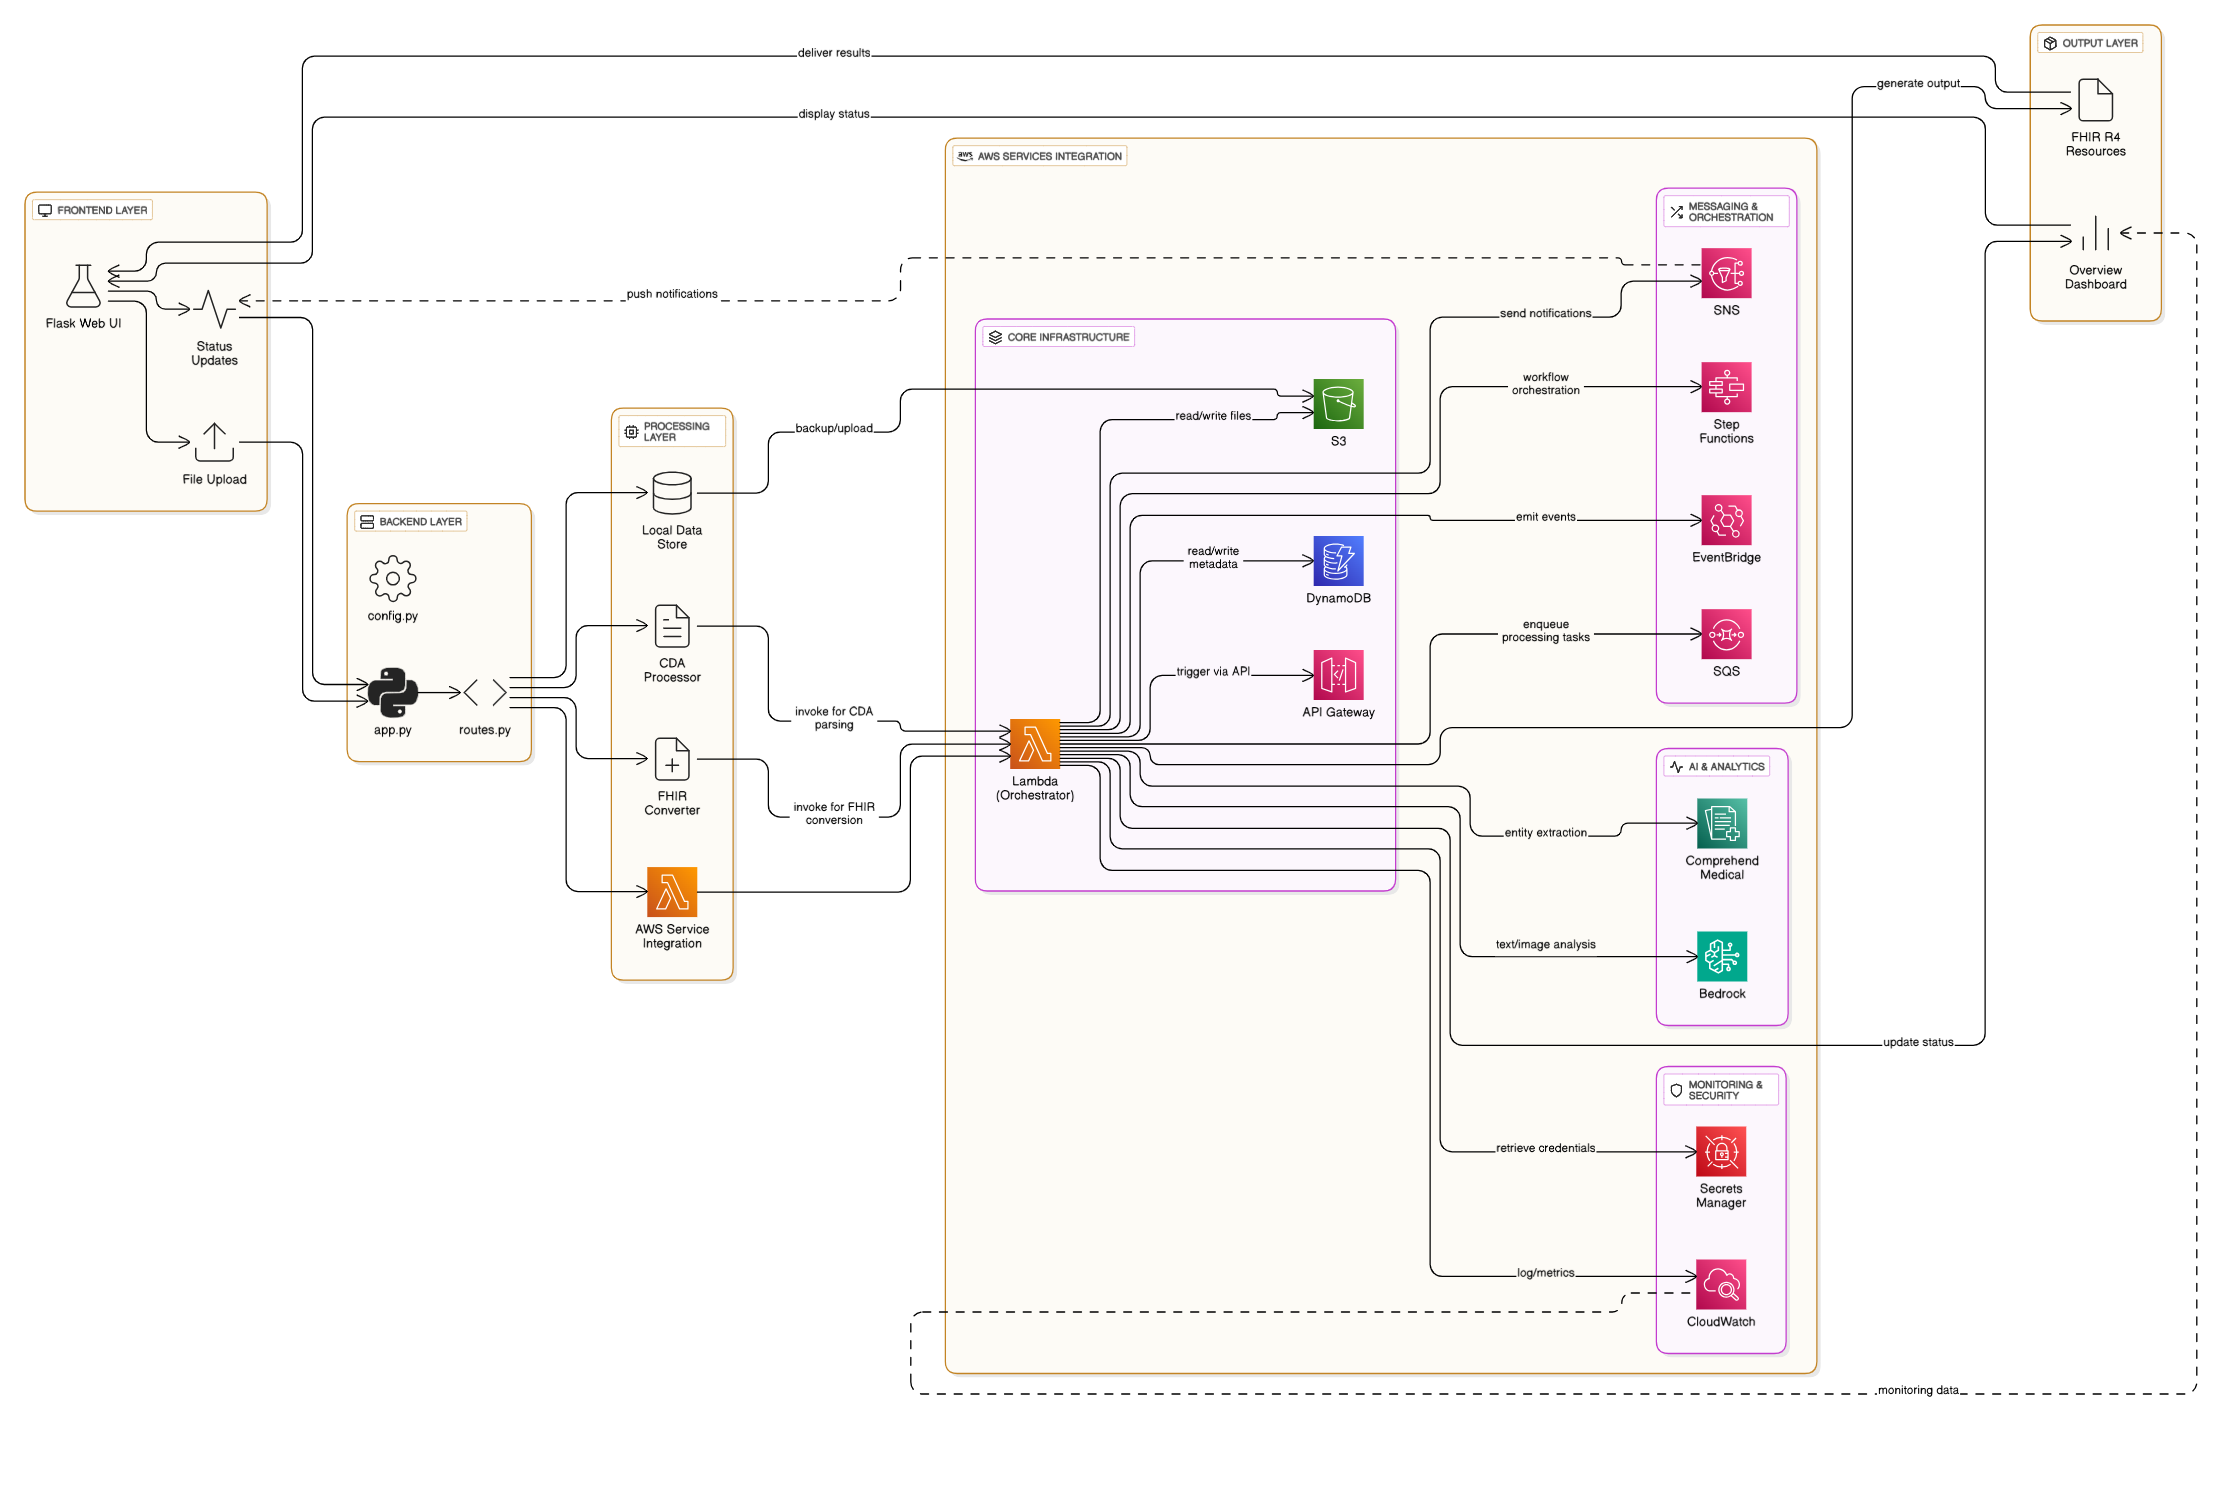 deliver results
display status
OUTPUT LAYER
generate output
FHIR R4
Resources
Overview
Dashboard
aws
AWS SERVICES INTEGRATION
FRONTEND LAYER
Flask Web UI
Status
Updates
File Upload
push notifications
MESSAGING &
ORCHESTRATION
SNS
send notifications
workflow
orchestration
Step
Functions
emit events
EventBridge
enqueue
processing tasks
SQS
CORE INFRASTRUCTURE
S3
read/write files
read/write
metadata
DynamoDB
trigger via API
API Gateway
Lambda
(Orchestrator)
PROCESSING
LAYER
backup/upload
Local Data
Store
CDA
Processor
invoke for CDA
parsing
FHIR
Converter
invoke for FHIR
conversion
AWS Service
Integration
BACKEND LAYER
config.py
app.py
routes.py
AI & ANALYTICS
entity extraction
Comprehend
Medical
text/image analysis
Bedrock
update status
MONITORING &
SECURITY
retrieve credentials
Secrets
Manager
log/metrics
CloudWatch
monitoring data